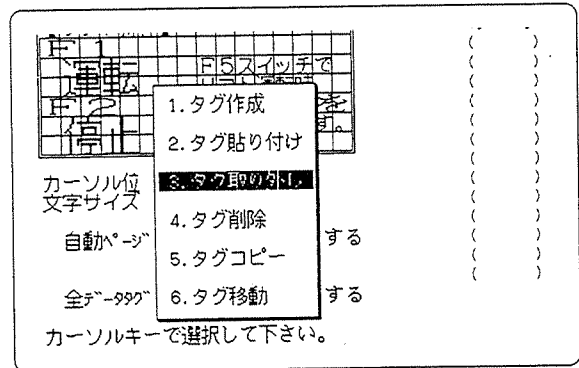 F1
運転
F5スイッチで
F2
停止
す。
1.タグ作成
2.タグ貼り付け
3.タグ取り外し
4.タグ削除
5.タグコピー
6.タグ移動
カーソル位
文字サイズ
自動ページ
する
全データタグ
する
カーソルキーで選択して下さい。